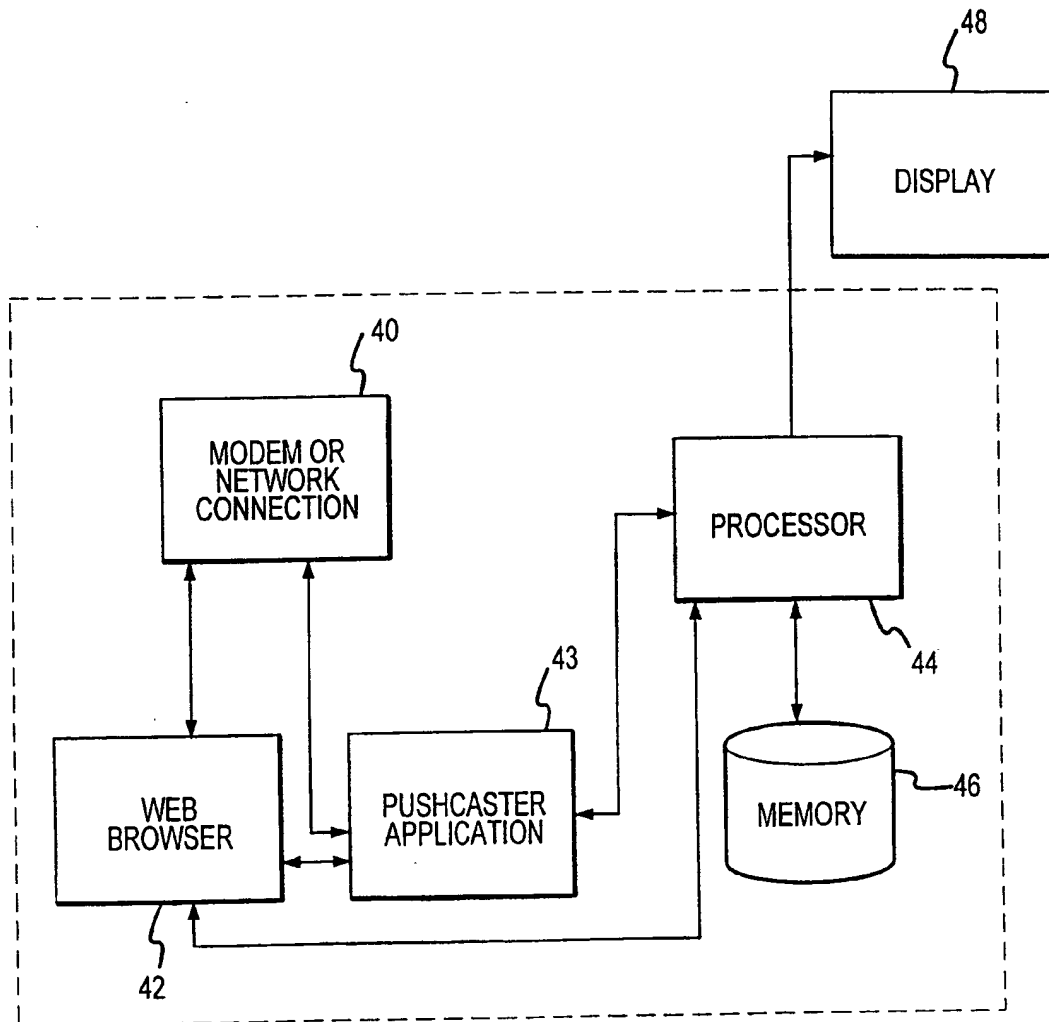 48
DISPLAY
40
MODEM OR
NETWORK
CONNECTION
PROCESSOR
44
43
WEB
BROWSER
PUSHCASTER
APPLICATION
MEMORY
46
42